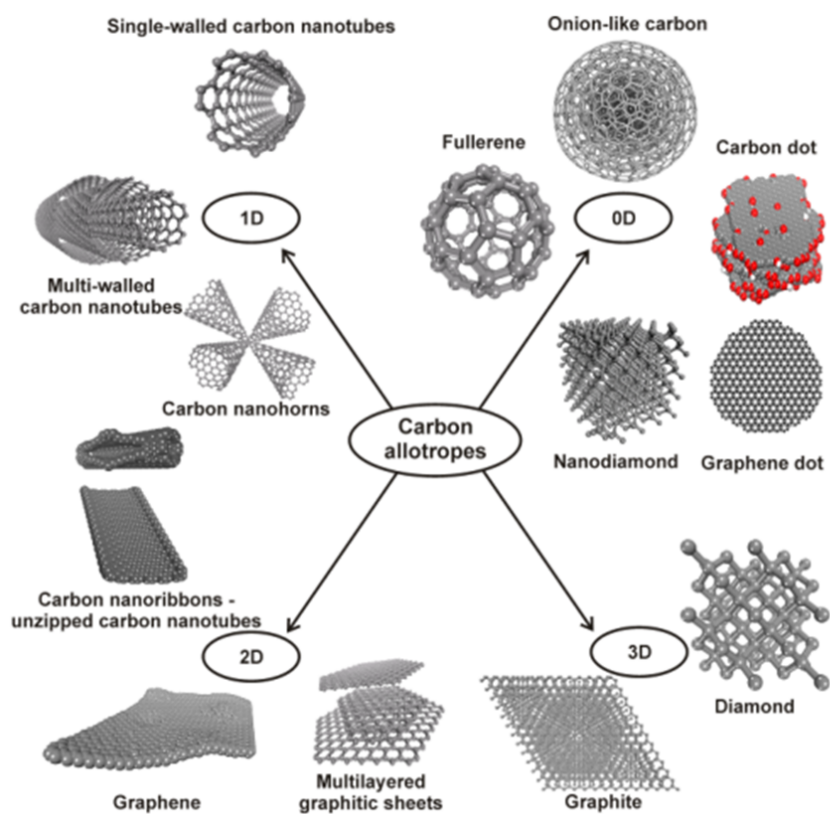 Single-walled carbon nanotubes
Onion-like carbon
Fullerene
Carbon dot
1D
0D
Multi-walled
carbon nanotubes
Carbon nanohorns
Carbon
allotropes
Nanodiamond
Graphene dot
Carbon nanoribbons -
unzipped carbon nanotubes
2D
3D
Diamond
Graphene
Multilayered
graphitic sheets
Graphite